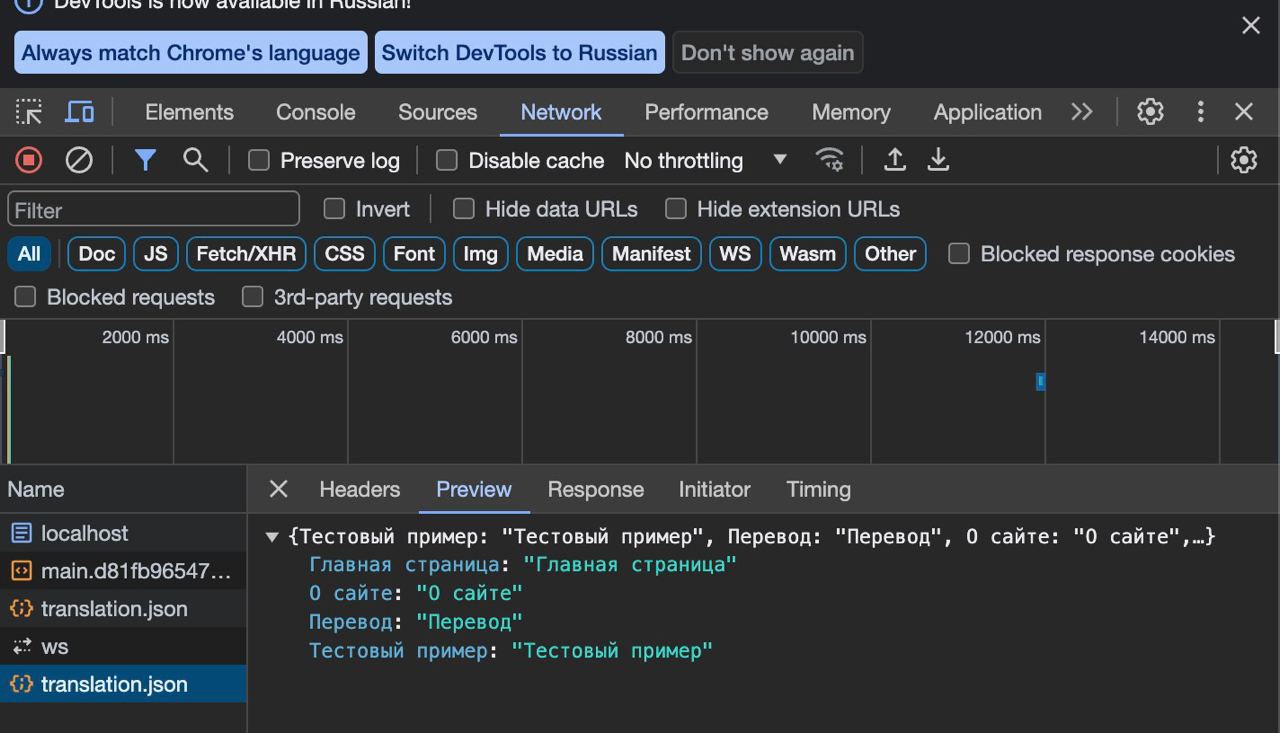 DevTools is now available in Russian!
Always match Chrome's language Switch DevTools to Russian Don't show again
Elements Console Sources Network Performance Memory Application
Preserve log Disable cache No throttling
Filter Invert Hide data URLs Hide extension URLs
All Doc JS Fetch/XHR CSS Font Img Media Manifest WS Wasm Other Blocked response cookies
Blocked requests 3rd-party requests
2000 ms 4000 ms 6000 ms 8000 ms 10000 ms 12000 ms 14000 ms
Name Headers Preview Response Initiator Timing
localhost {Тестовый пример: "Тестовый пример", Перевод: "Перевод", О сайте: "О сайте",…}
main.d81fb96547... Главная страница: "Главная страница"
О сайте: "О сайте"
translation.json Перевод: "Перевод"
ws Тестовый пример: "Тестовый пример"
translation.json